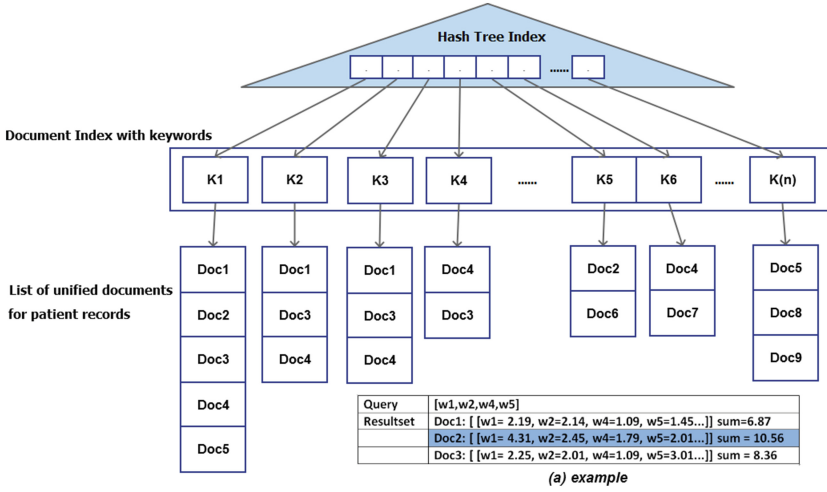 Hash Tree Index
. . . . . . ...... .
Document Index with keywords
K1 K2 K3 K4 ...... K5 K6 ...... K(n)
List of unified documents
for patient records
Doc1 Doc1 Doc1 Doc4 Doc2 Doc4 Doc5
Doc2 Doc3 Doc3 Doc3 Doc6 Doc7 Doc8
Doc3 Doc4 Doc4 Doc9
Doc4
Doc5
Query [w1,w2,w4,w5]
Resultset Doc1: [ [w1= 2.19, w2=2.14, w4=1.09, w5=1.45...]] sum=6.87
Doc2: [ [w1= 4.31, w2=2.45, w4=1.79, w5=2.01...]] sum = 10.56
Doc3: [ [w1= 2.25, w2=2.01, w4=1.09, w5=3.01...]] sum = 8.36
(a) example